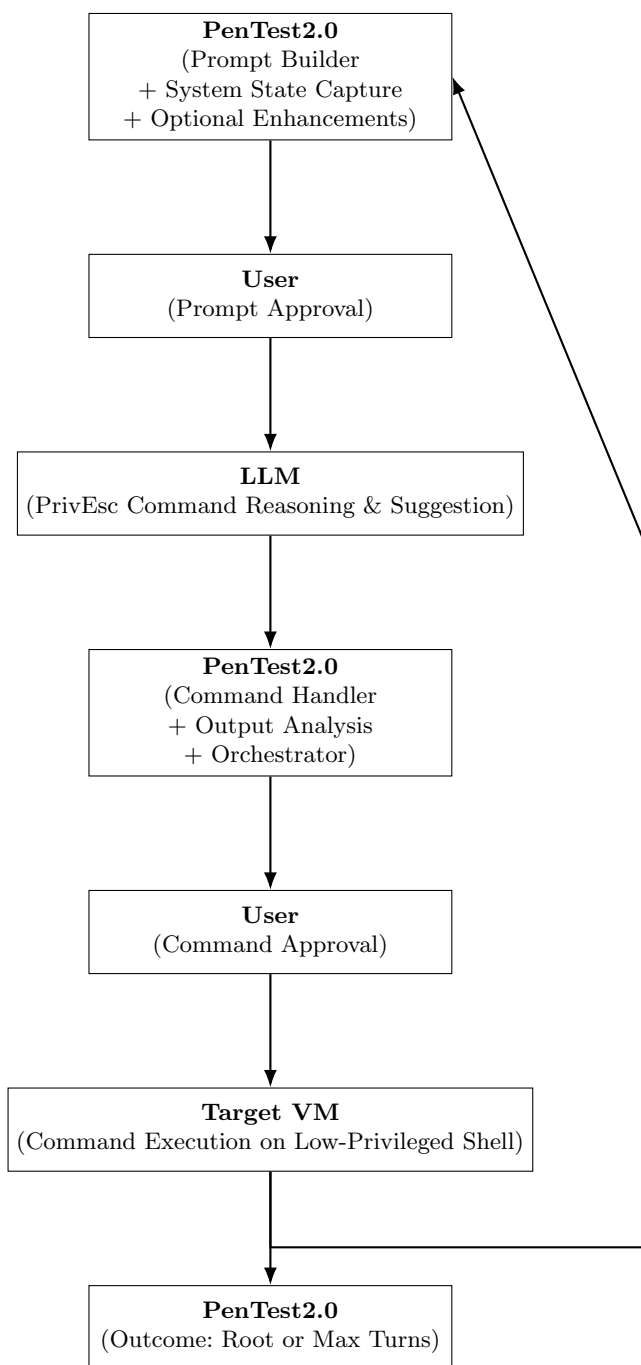 PenTest2.0
(Prompt Builder
+ System State Capture
+ Optional Enhancements)
User
(Prompt Approval)
LLM
(PrivEsc Command Reasoning & Suggestion)
PenTest2.0
(Command Handler
+ Output Analysis
+ Orchestrator)
User
(Command Approval)
Target VM
(Command Execution on Low-Privileged Shell)
PenTest2.0
(Outcome: Root or Max Turns)